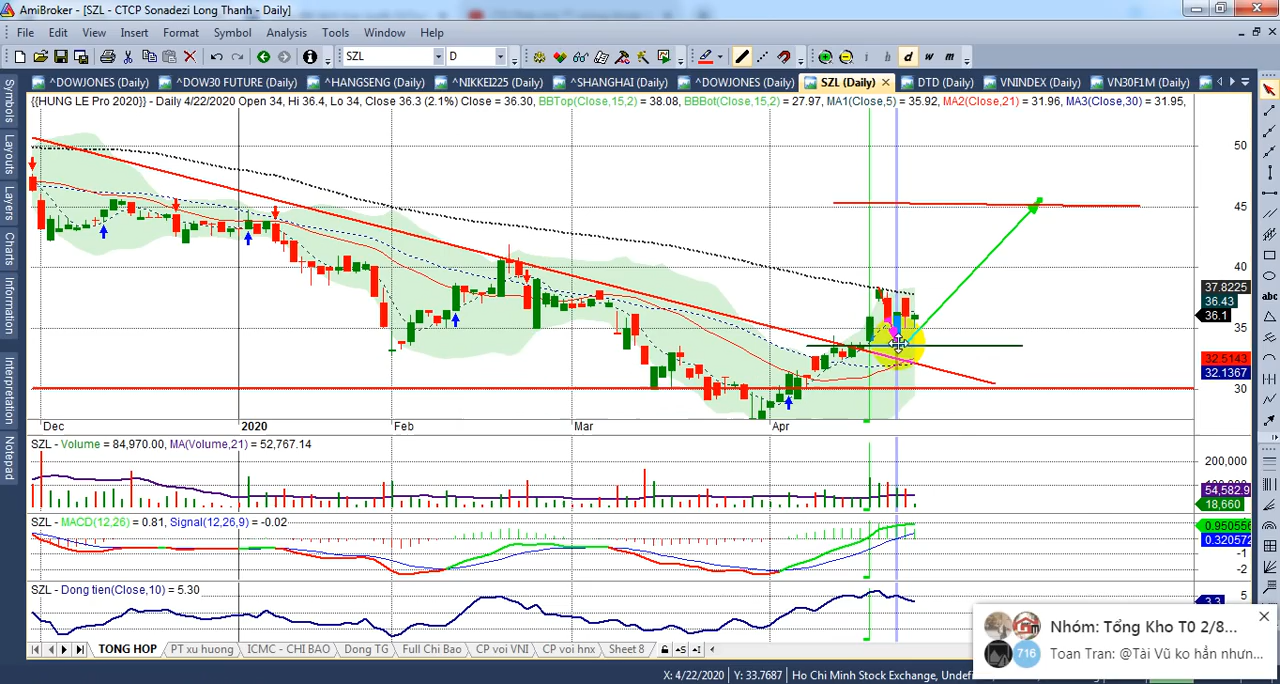 AmiBroker - [SZL - CTCP Sonadezi Long Thanh - Daily]
File Edit View Insert Format Symbol Analysis Tools Window Help
SZL D i h d w m
^DOWJONES (Daily) ^DOW30 FUTURE (Daily) ^HANGSENG (Daily) ^NIKKEI225 (Daily) ^SHANGHAI (Daily) ^DOWJONES (Daily) SZL (Daily) DTD (Daily) VNINDEX (Daily) VN30F1M (Daily)
{{HUNG LE Pro 2020}} - Daily 4/22/2020 Open 34, Hi 36.4, Lo 34, Close 36.3 (2.1%) Close = 36.30, BBTop(Close,15,2) = 38.08, BBBot(Close,15,2) = 27.97, MA1(Close,5) = 35.92, MA2(Close,21) = 31.96, MA3(Close,30) = 31.95,
Symbols
Layouts
Layers
Charts
Information
Interpretation
Notepad
abc
50
45
40
37.8225
36.43
36.1
35
32.5143
32.1367
30
Dec 2020 Feb Mar Apr
SZL - Volume = 84,970.00, MA(Volume,21) = 52,767.14
200,000
54,582.9
18,660
SZL - MACD(12,26) = 0.81, Signal(12,26,9) = -0.02
0.950556
0.320572
-1
-2
SZL - Dong tien(Close,10) = 5.30
5
3.3
Nhóm: Tổng Kho T0 2/8...
716 Toan Tran: @Tài Vũ ko hẳn nhưn...
TONG HOP PT xu huong ICMC - CHI BAO Dong TG Full Chi Bao CP voi VNI CP voi hnx Sheet 8
X: 4/22/2020 Y: 33.7687 Ho Chi Minh Stock Exchange, Undef